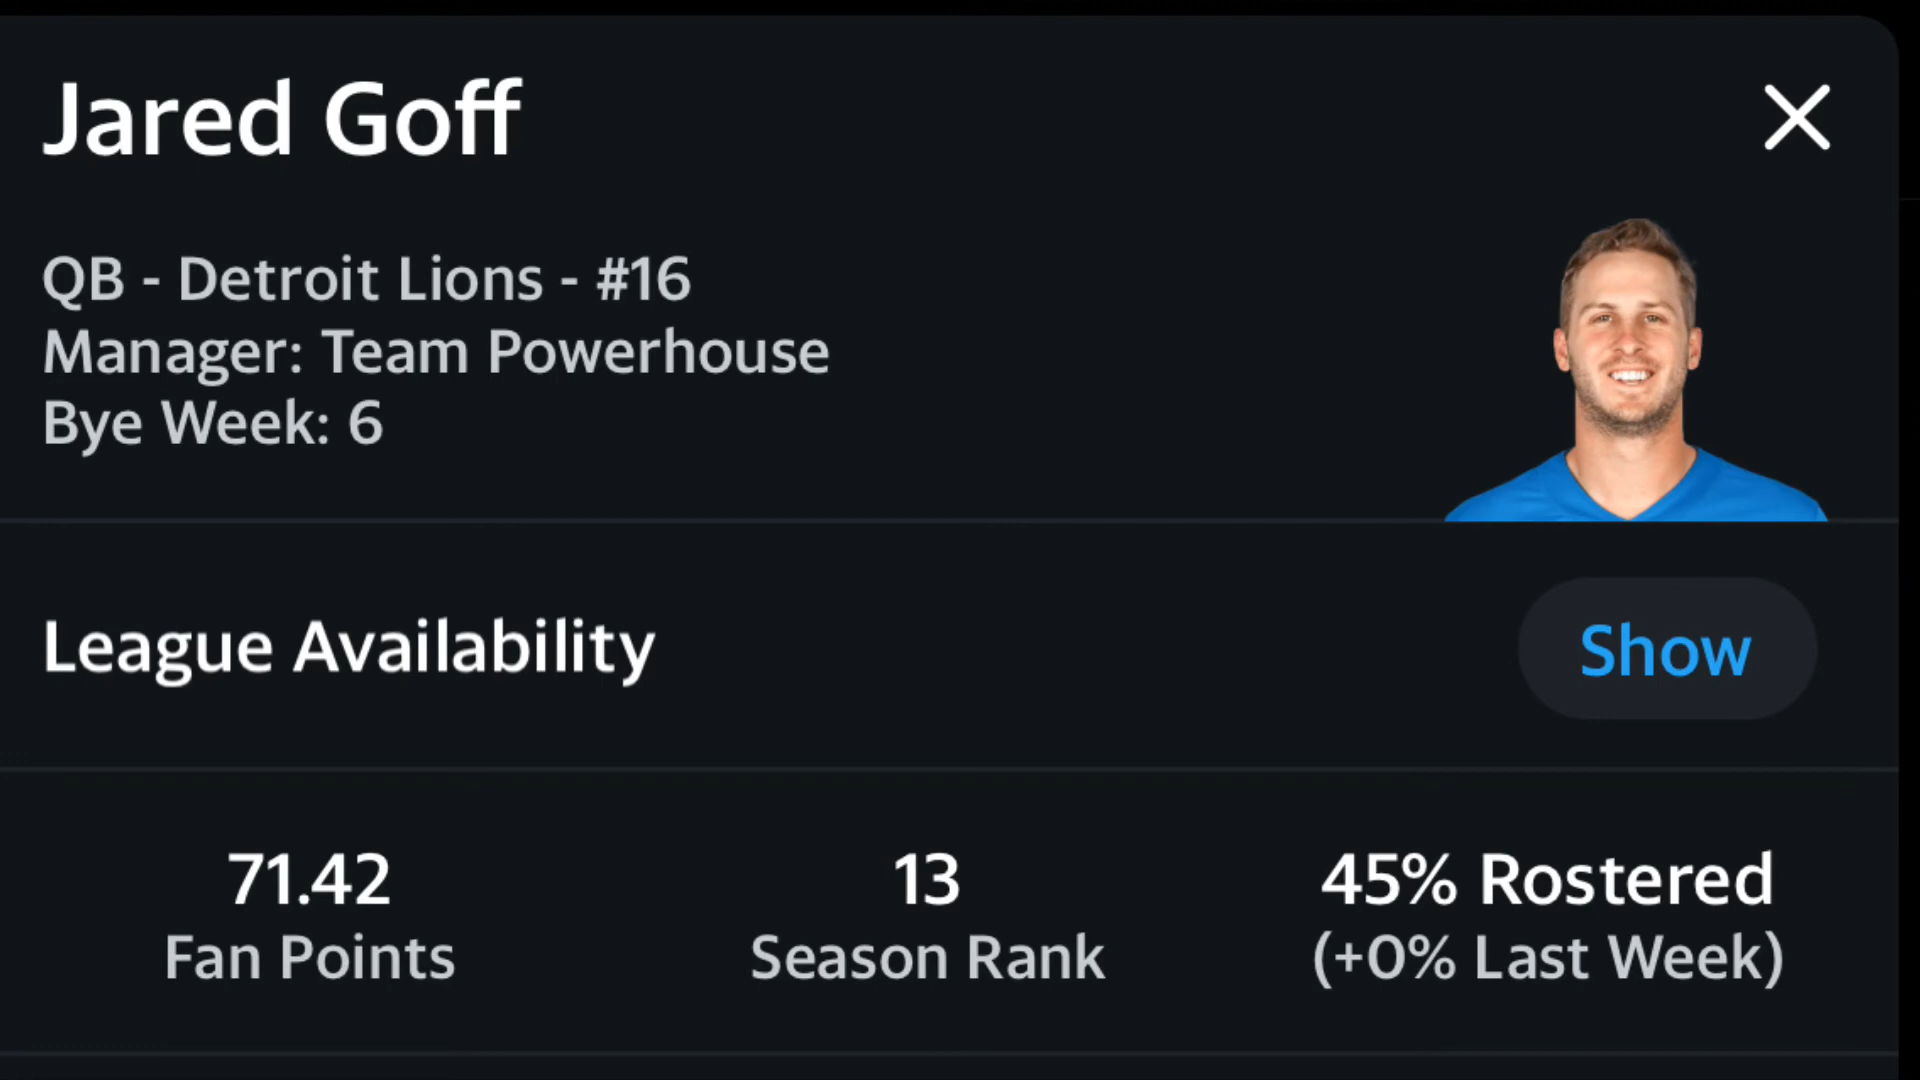 Jared Goff
QB - Detroit Lions - #16
Manager: Team Powerhouse
Bye Week: 6
League Availability
Show
71.42
Fan Points
13
Season Rank
45% Rostered
(+0% Last Week)